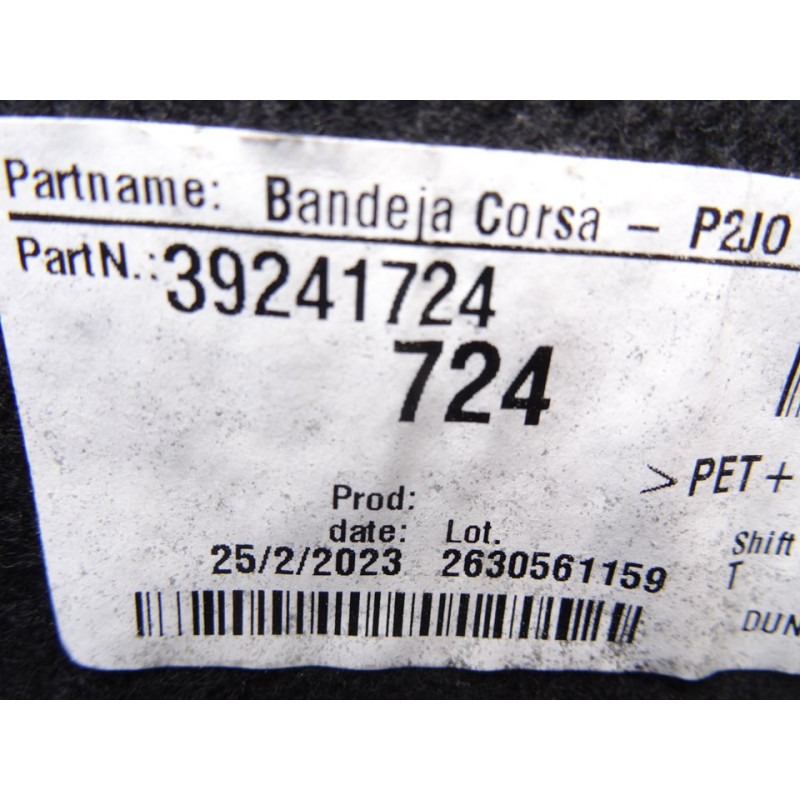 Partname: Bandeja Corsa - P2JO
PartN.: 39241724
724
> PET +
Prod:
date: Lot.
25/2/2023 2630561159
Shift
T
DUN